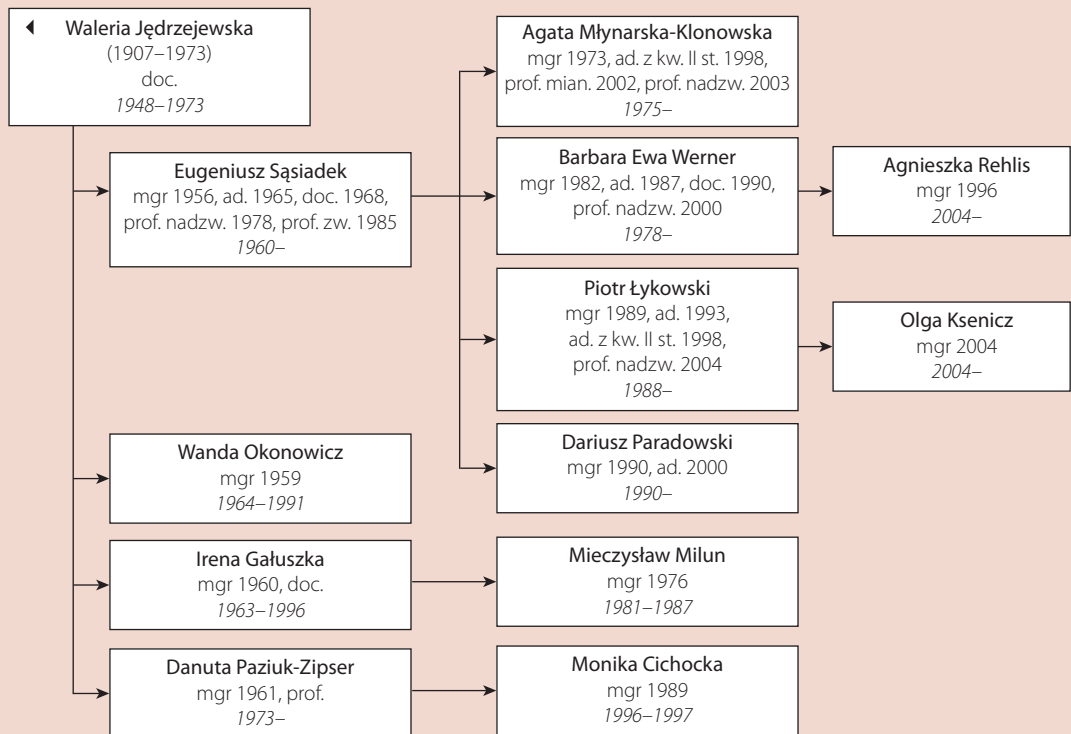 Waleria Jędrzejewska
(1907–1973)
doc.
1948–1973
Eugeniusz Sąsiadek
mgr 1956, ad. 1965, doc. 1968,
prof. nadzw. 1978, prof. zw. 1985
1960–
Agata Młynarska-Klonowska
mgr 1973, ad. z kw. II st. 1998,
prof. mian. 2002, prof. nadzw. 2003
1975–
Barbara Ewa Werner
mgr 1982, ad. 1987, doc. 1990,
prof. nadzw. 2000
1978–
Agnieszka Rehlis
mgr 1996
2004–
Piotr Łykowski
mgr 1989, ad. 1993,
ad. z kw. II st. 1998,
prof. nadzw. 2004
1988–
Olga Ksenicz
mgr 2004
2004–
Dariusz Paradowski
mgr 1990, ad. 2000
1990–
Wanda Okonowicz
mgr 1959
1964–1991
Irena Gałuszka
mgr 1960, doc.
1963–1996
Mieczysław Milun
mgr 1976
1981–1987
Danuta Paziuk-Zipser
mgr 1961, prof.
1973–
Monika Cichocka
mgr 1989
1996–1997